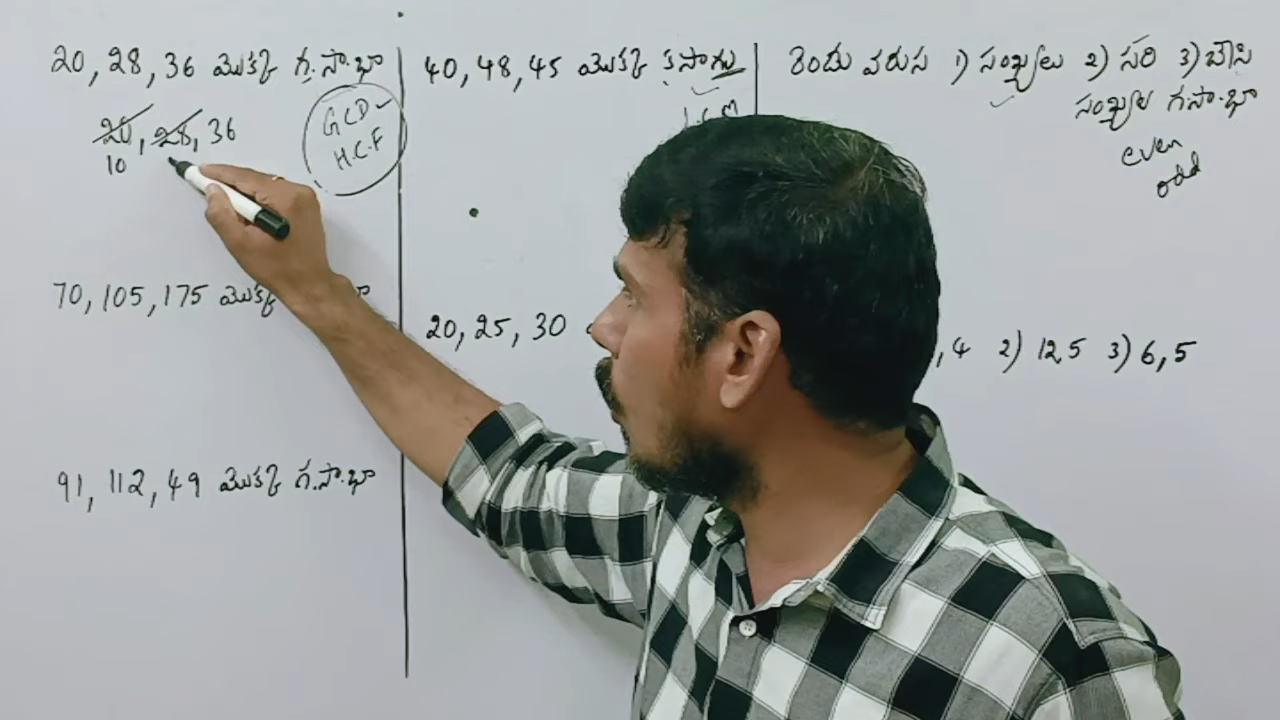 20, 28, 36 మొక్క గ.సా.భా
20, 28, 36
10
GCD
H.C.F
70, 105, 175 మొక్క
91, 112, 49 మొక్క గ.సా.భా
40, 48, 45 మొక్క కసాగు
20, 25, 30
రెండు వరుస 1) సంఖ్యలు 2) సరి 3) బేసి
సంఖ్యల గసా.భా
even
odd
, 4 2) 12,5 3) 6, 5